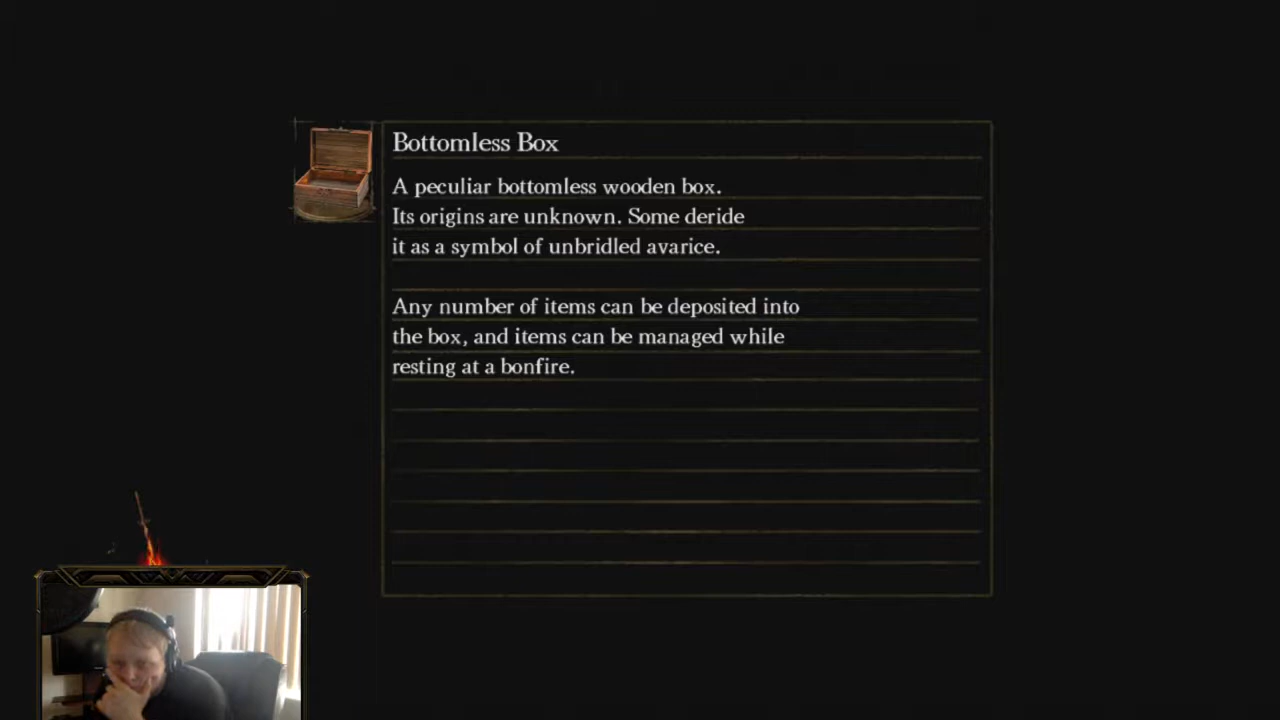 Bottomless Box
A peculiar bottomless wooden box.
Its origins are unknown. Some deride
it as a symbol of unbridled avarice.
Any number of items can be deposited into
the box, and items can be managed while
resting at a bonfire.